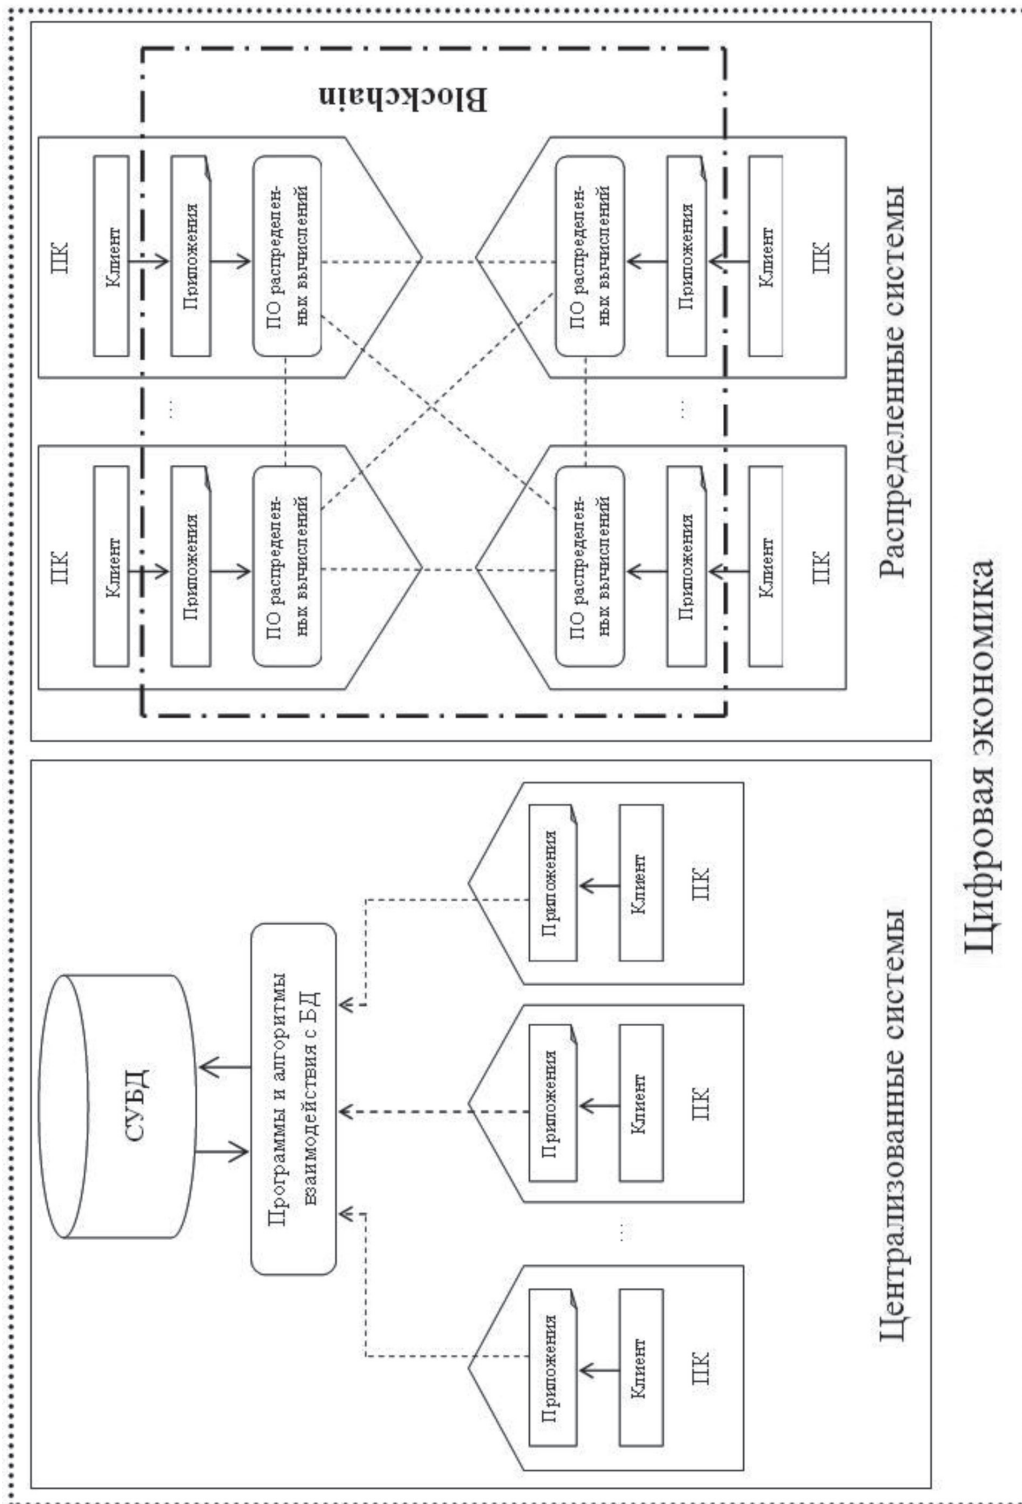 СУБД
Программы и алгоритмы
взаимодействия с БД
Приложения
Клиент
ПК
...
Приложения
Клиент
ПК
Приложения
Клиент
ПК
Централизованные системы
ПК
Клиент
Приложения
ПО распределен-
ных вычислений
...
ПК
Клиент
Приложения
ПО распределен-
ных вычислений
Blockchain
ПО распределен-
ных вычислений
Приложения
Клиент
ПК
...
ПО распределен-
ных вычислений
Приложения
Клиент
ПК
Распределенные системы
Цифровая экономика